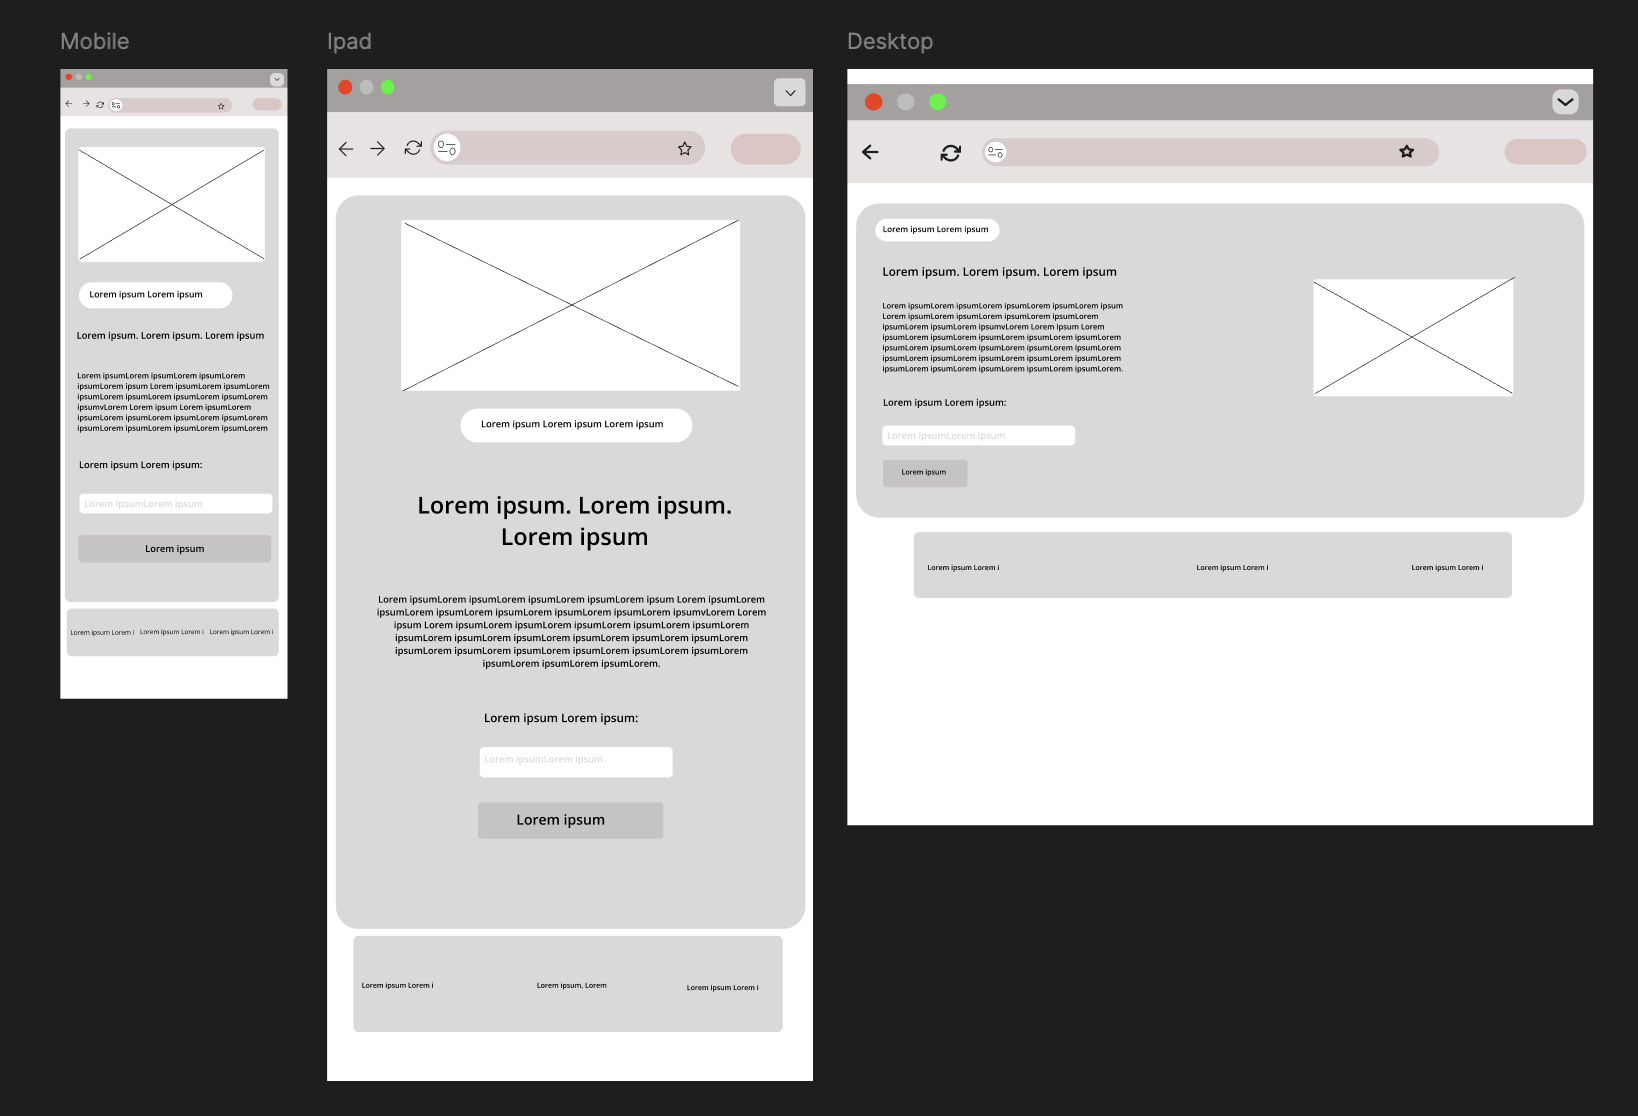 Mobile
Lorem ipsum Lorem ipsum
Lorem ipsum. Lorem ipsum. Lorem ipsum
Lorem ipsumLorem ipsumLorem ipsumLorem
ipsumLorem ipsum Lorem ipsumLorem ipsumLorem
ipsumLorem ipsumLorem ipsumLorem ipsumLorem
ipsumvLorem Lorem ipsum Lorem ipsumLorem
ipsumLorem ipsumLorem ipsumLorem ipsumLorem
ipsumLorem ipsumLorem ipsumLorem ipsumLorem
Lorem ipsum Lorem ipsum:
Lorem ipsumLorem ipsum
Lorem ipsum
Lorem ipsum Lorem i
Lorem ipsum Lorem i
Lorem ipsum Lorem i
Ipad
Lorem ipsum Lorem ipsum Lorem ipsum
Lorem ipsum. Lorem ipsum.
Lorem ipsum
Lorem ipsumLorem ipsumLorem ipsumLorem ipsumLorem ipsum Lorem ipsumLorem
ipsumLorem ipsumLorem ipsumLorem ipsumLorem ipsumLorem ipsumvLorem Lorem
ipsum Lorem ipsumLorem ipsumLorem ipsumLorem ipsumLorem ipsumLorem
ipsumLorem ipsumLorem ipsumLorem ipsumLorem ipsumLorem ipsumLorem
ipsumLorem ipsumLorem ipsumLorem ipsumLorem ipsumLorem ipsumLorem
ipsumLorem ipsumLorem ipsumLorem.
Lorem ipsum Lorem ipsum:
Lorem ipsumLorem ipsum
Lorem ipsum
Lorem ipsum Lorem i
Lorem ipsum, Lorem
Lorem ipsum Lorem i
Desktop
Lorem ipsum Lorem ipsum
Lorem ipsum. Lorem ipsum. Lorem ipsum
Lorem ipsumLorem ipsumLorem ipsumLorem ipsumLorem ipsum
Lorem ipsumLorem ipsumLorem ipsumLorem ipsumLorem
ipsumLorem ipsumLorem ipsumvLorem Lorem ipsum Lorem
ipsumLorem ipsumLorem ipsumLorem ipsumLorem ipsumLorem
ipsumLorem ipsumLorem ipsumLorem ipsumLorem ipsumLorem
ipsumLorem ipsumLorem ipsumLorem ipsumLorem ipsumLorem
ipsumLorem ipsumLorem ipsumLorem ipsumLorem ipsumLorem.
Lorem ipsum Lorem ipsum:
Lorem ipsumLorem ipsum
Lorem ipsum
Lorem ipsum Lorem i
Lorem ipsum Lorem i
Lorem ipsum Lorem i